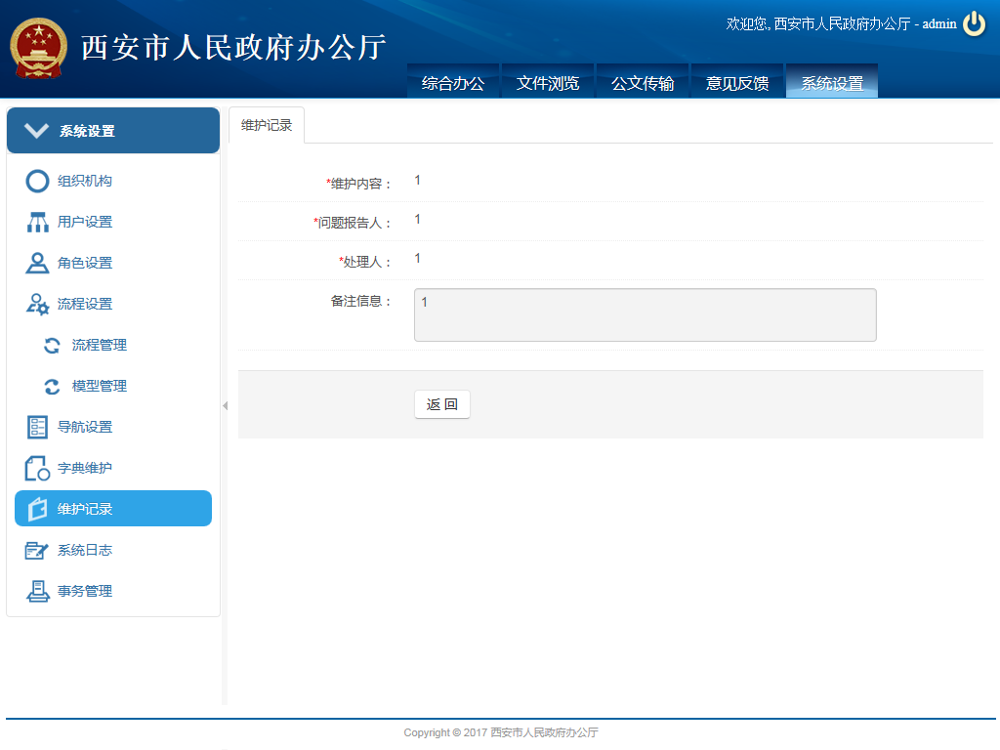 欢迎您, 西安市人民政府办公厅 - admin
西安市人民政府办公厅
综合办公 文件浏览 公文传输 意见反馈 系统设置
系统设置
组织机构
用户设置
角色设置
流程设置
流程管理
模型管理
导航设置
字典维护
维护记录
系统日志
事务管理
维护记录
*维护内容： 1
*问题报告人： 1
*处理人： 1
备注信息： 1
返 回
Copyright © 2017 西安市人民政府办公厅